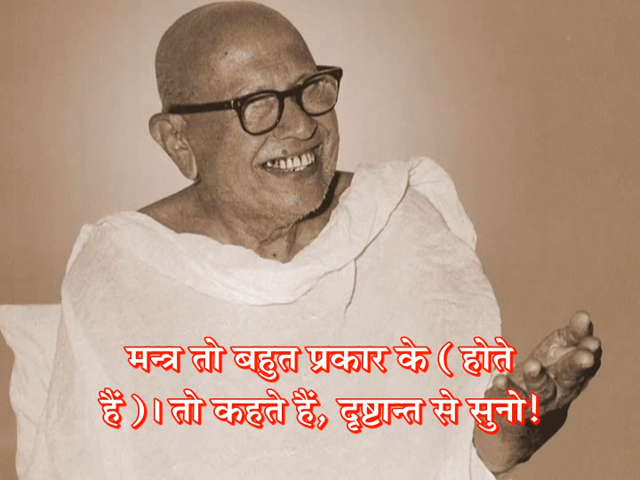 मन्त्र तो बहुत प्रकार के ( होते
हैं )। तो कहते हैं, दृष्टान्त से सुनो!